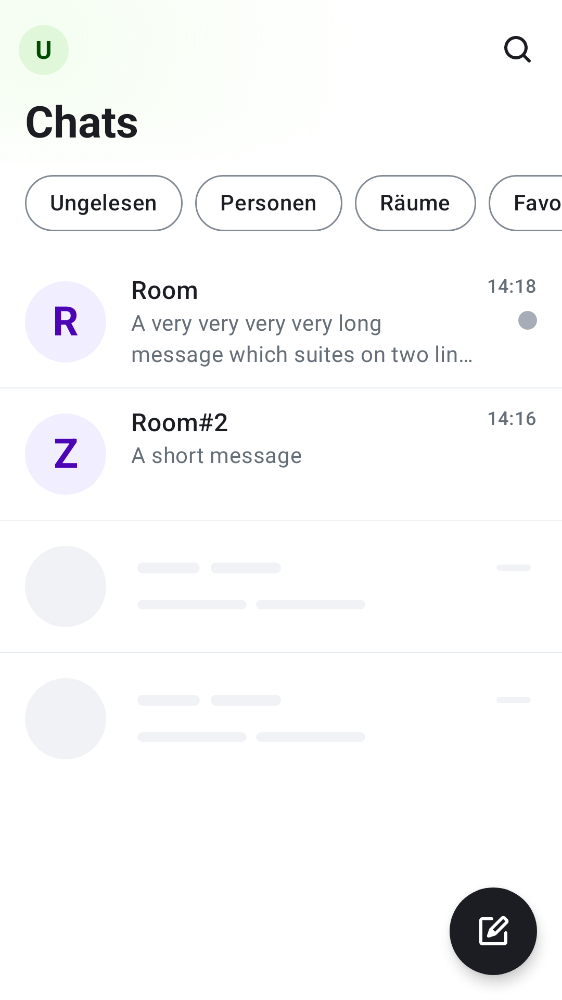 U
Chats
Ungelesen Personen Räume Favo
R Room 14:18
A very very very very long
message which suites on two lin…
Z Room#2 14:16
A short message